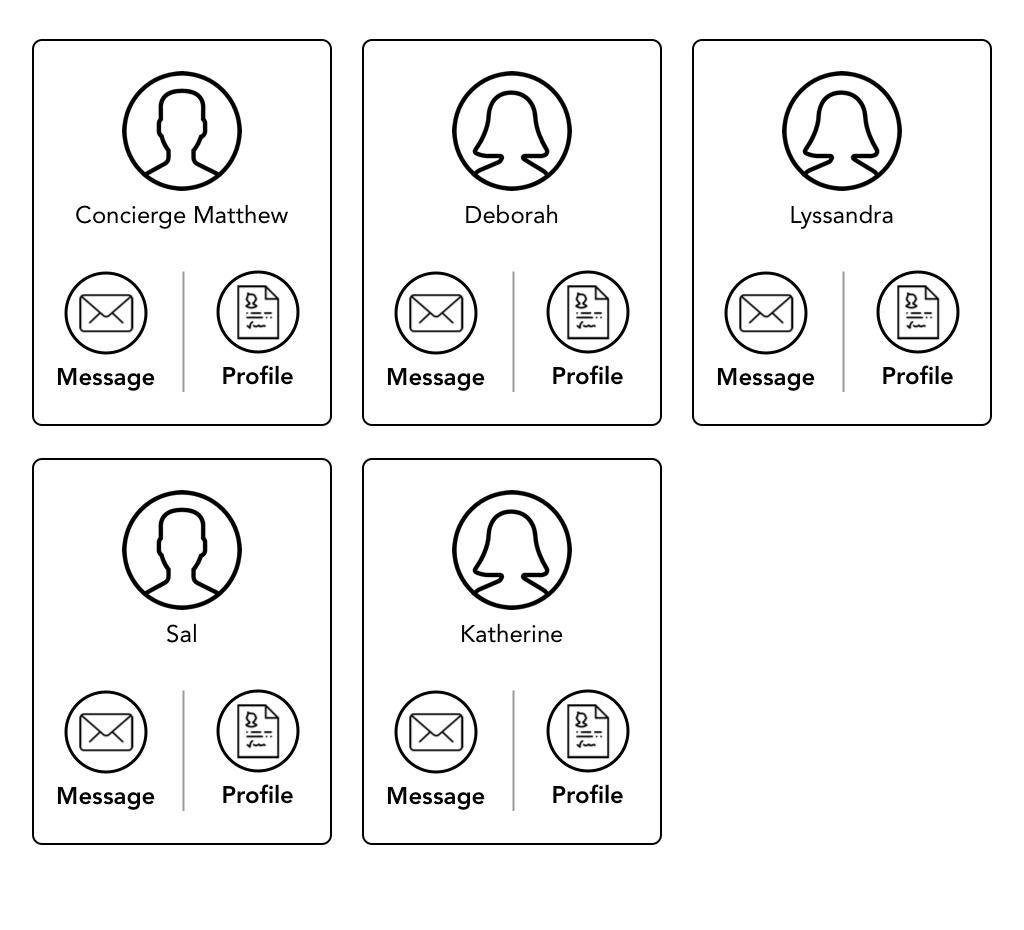 Concierge Matthew
Message
Profile
Deborah
Message
Profile
Lyssandra
Message
Profile
Sal
Message
Profile
Katherine
Message
Profile